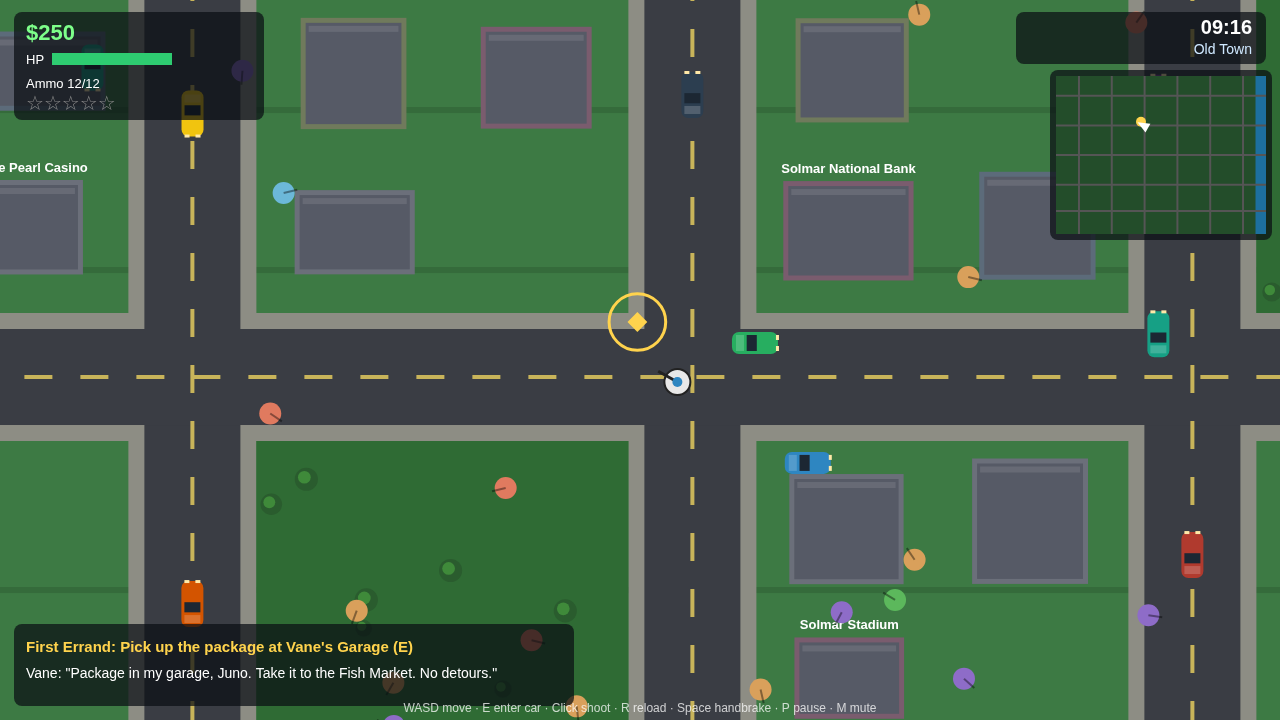 $250
HP
Ammo 12/12
☆☆☆☆☆
09:16
Old Town
e Pearl Casino
Solmar National Bank
Solmar Stadium
First Errand: Pick up the package at Vane's Garage (E)
Vane: "Package in my garage, Juno. Take it to the Fish Market. No detours."
WASD move · E enter car · Click shoot · R reload · Space handbrake · P pause · M mute